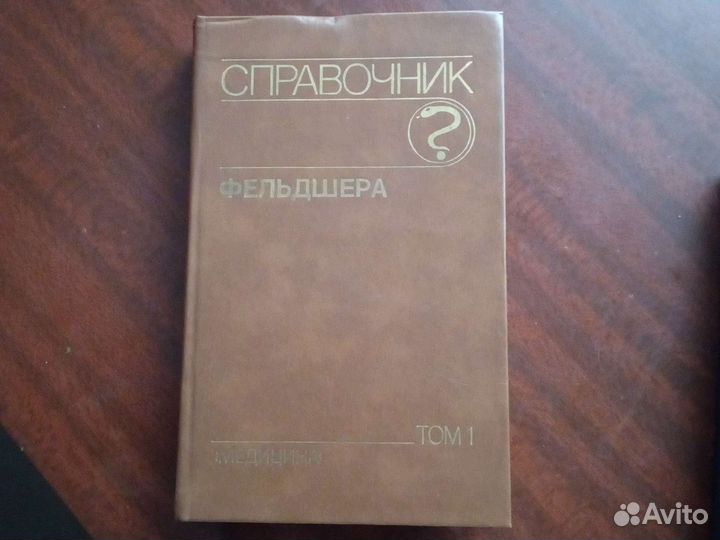 СПРАВОЧНИК
?
ФЕЛЬДШЕРА
ТОМ 1
«МЕДИЦИНА»
Avito